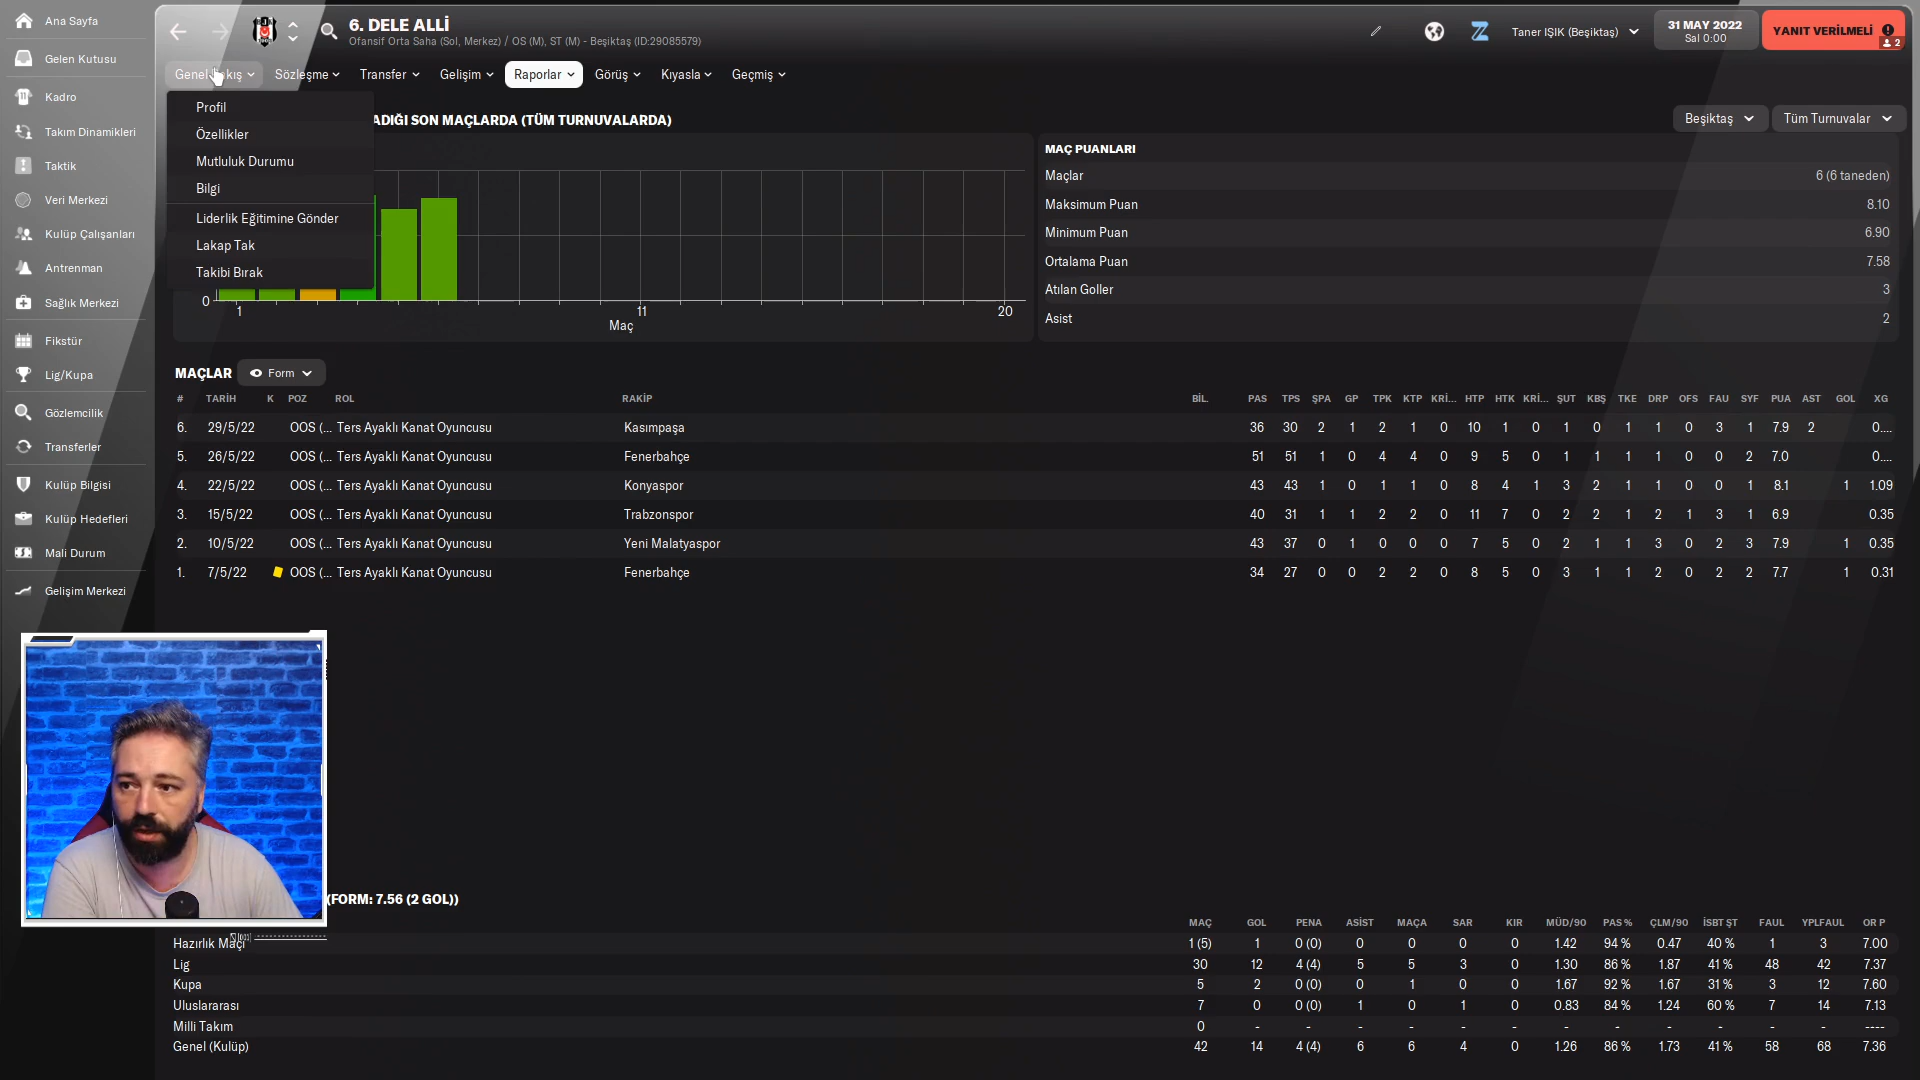 Ana Sayfa
Gelen Kutusu
Kadro
Takım Dinamikleri
Taktik
Veri Merkezi
Kulüp Çalışanları
Antrenman
Sağlık Merkezi
Fikstür
Lig/Kupa
Gözlemcilik
Transferler
Kulüp Bilgisi
Kulüp Hedefleri
Mali Durum
Gelişim Merkezi
6. DELE ALLİ
Ofansif Orta Saha (Sol, Merkez) / OS (M), ST (M) - Beşiktaş (ID:29085579)
Taner IŞIK (Beşiktaş)
31 MAY 2022
Sal 0:00
YANIT VERİLMELİ
2
Genel Sözleşme Transfer Gelişim Raporlar Görüş Kıyasla Geçmiş
Profil
Özellikler
Mutluluk Durumu
Bilgi
Liderlik Eğitimine Gönder
Lakap Tak
Takibi Bırak
ADIĞI SON MAÇLARDA (TÜM TURNUVALARDA)
Beşiktaş Tüm Turnuvalar
0
1 11 20
Maç
MAÇ PUANLARI
Maçlar 6 (6 taneden)
Maksimum Puan 8.10
Minimum Puan 6.90
Ortalama Puan 7.58
Atılan Goller 3
Asist 2
MAÇLAR Form
# TARİH K POZ ROL RAKİP BİL. PAS TPS ŞPA GP TPK KTP KRİ... HTP HTK KRİ... ŞUT KBŞ TKE DRP OFS FAU SYF PUA AST GOL XG
6. 29/5/22 OOS (... Ters Ayaklı Kanat Oyuncusu Kasımpaşa 36 30 2 1 2 1 0 10 1 0 1 0 1 1 0 3 1 7.9 2 0....
5. 26/5/22 OOS (... Ters Ayaklı Kanat Oyuncusu Fenerbahçe 51 51 1 0 4 4 0 9 5 0 1 1 1 1 0 0 2 7.0 0....
4. 22/5/22 OOS (... Ters Ayaklı Kanat Oyuncusu Konyaspor 43 43 1 0 1 1 0 8 4 1 3 2 1 1 0 0 1 8.1 1 1.09
3. 15/5/22 OOS (... Ters Ayaklı Kanat Oyuncusu Trabzonspor 40 31 1 1 2 2 0 11 7 0 2 2 1 2 1 3 1 6.9 0.35
2. 10/5/22 OOS (... Ters Ayaklı Kanat Oyuncusu Yeni Malatyaspor 43 37 0 1 0 0 0 7 5 0 2 1 1 3 0 2 3 7.9 1 0.35
1. 7/5/22 OOS (... Ters Ayaklı Kanat Oyuncusu Fenerbahçe 34 27 0 0 2 2 0 8 5 0 3 1 1 2 0 2 2 7.7 1 0.31
(FORM: 7.56 (2 GOL))
MAÇ GOL PENA ASİST MAÇA SAR KIR MÜD/90 PAS % ÇLM/90 İSBT ŞT FAUL YPLFAUL OR P
Hazırlık Maçı 1 (5) 1 0 (0) 0 0 0 0 1.42 94 % 0.47 40 % 1 3 7.00
Lig 30 12 4 (4) 5 5 3 0 1.30 86 % 1.87 41 % 48 42 7.37
Kupa 5 2 0 (0) 0 1 0 0 1.67 92 % 1.67 31 % 3 12 7.60
Uluslararası 7 0 0 (0) 1 0 1 0 0.83 84 % 1.24 60 % 7 14 7.13
Milli Takım 0 - - - - - - - - - - - - ----
Genel (Kulüp) 42 14 4 (4) 6 6 4 0 1.26 86 % 1.73 41 % 58 68 7.36